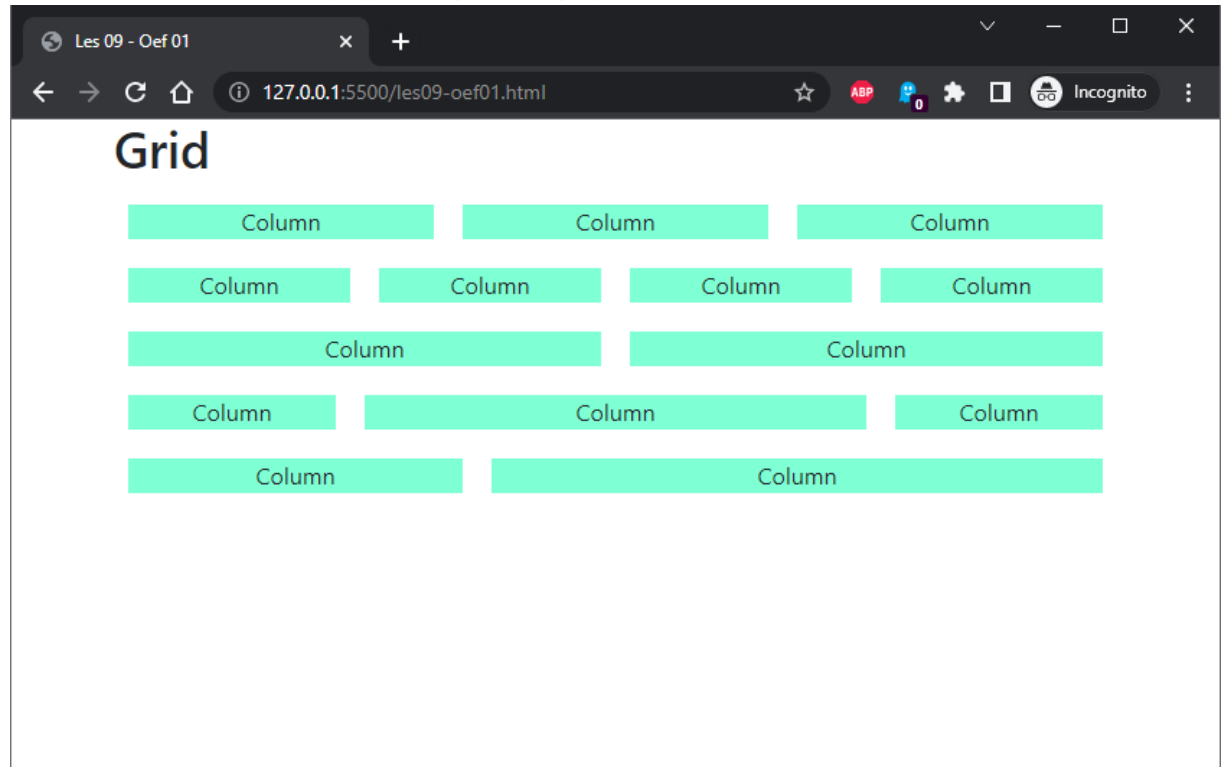 Les 09 - Oef 01
127.0.0.1:5500/les09-oef01.html ABP 0 Incognito
Grid
Column Column Column
Column Column Column Column
Column Column
Column Column Column
Column Column